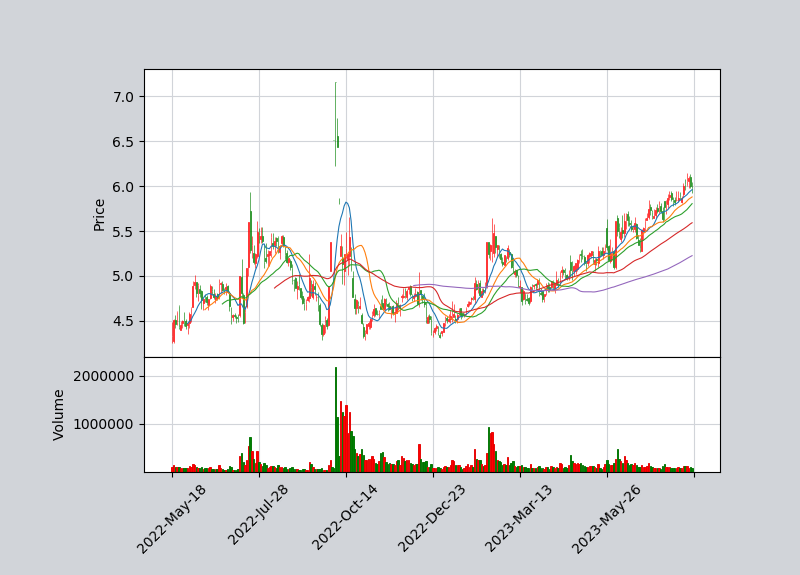 7.0
6.5
6.0
5.5
5.0
4.5
Price
2000000
1000000
Volume
2022-May-18
2022-Jul-28
2022-Oct-14
2022-Dec-23
2023-Mar-13
2023-May-26